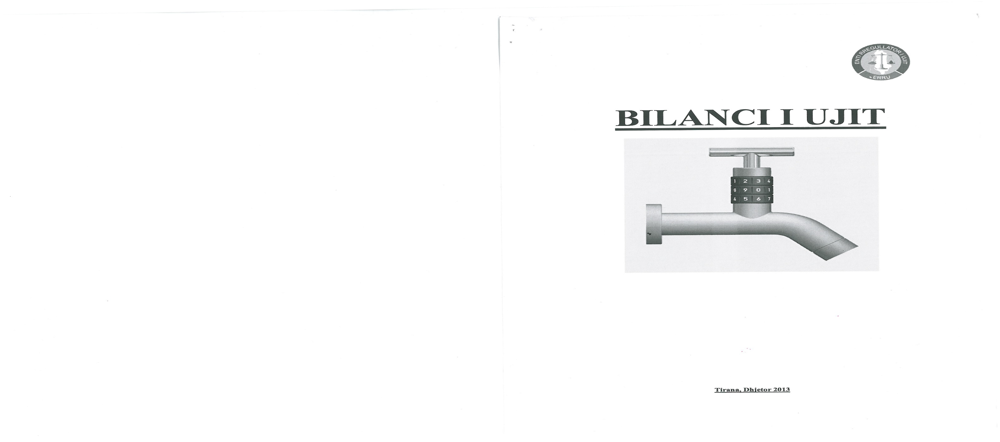 ENTI RREGULLATOR I UJIT
ERRU
BILANCI I UJIT
1 2 3 4
8 9 0 1
4 5 6 7
Tirana, Dhjetor 2013